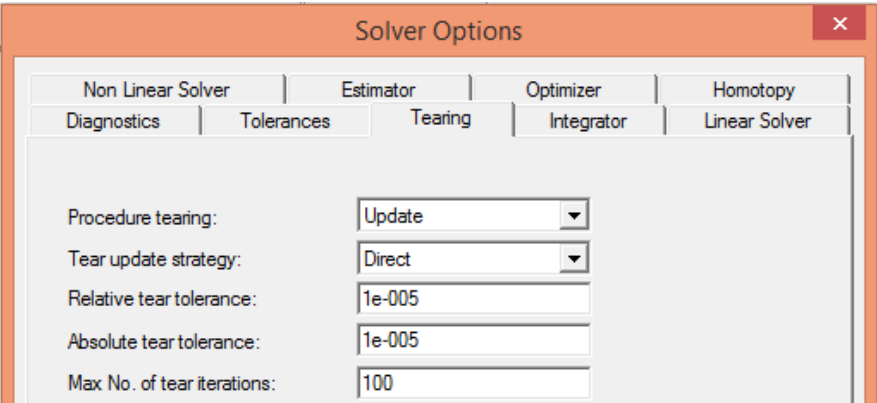 Solver Options
Non Linear Solver Estimator Optimizer Homotopy
Diagnostics Tolerances Tearing Integrator Linear Solver
Procedure tearing: Update
Tear update strategy: Direct
Relative tear tolerance: 1e-005
Absolute tear tolerance: 1e-005
Max No. of tear iterations: 100